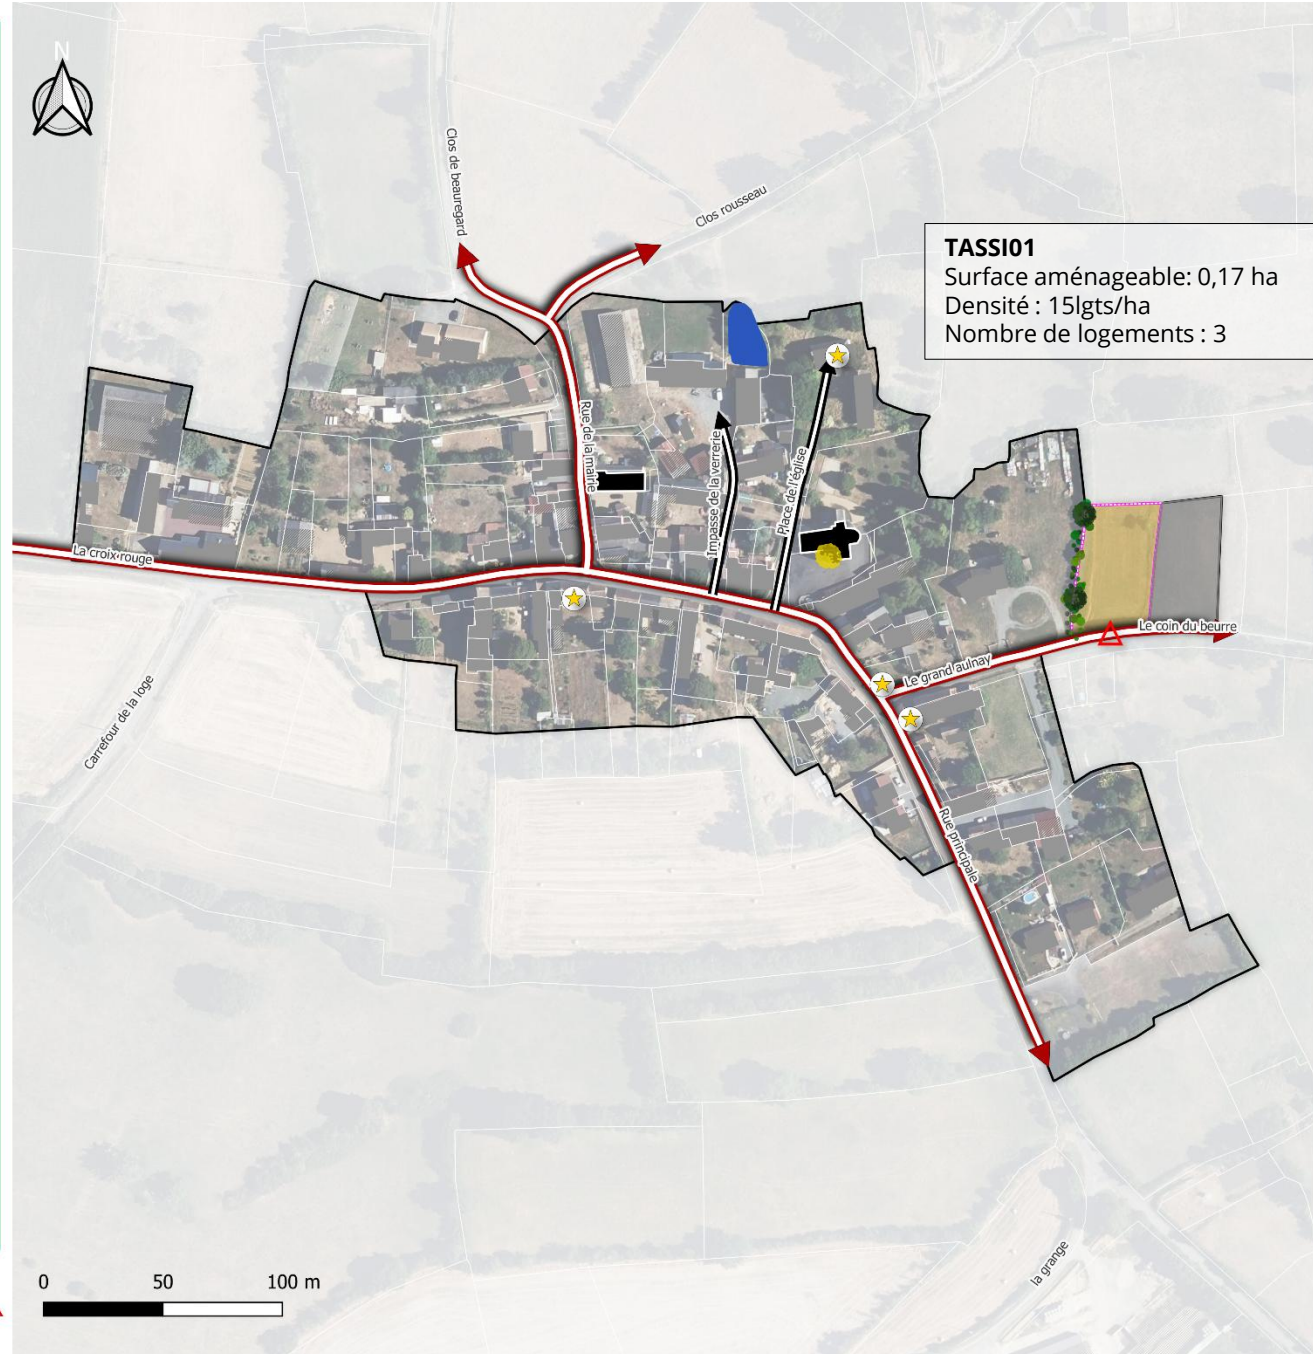 N
Clos de beauregard
Clos rousseau
TASSI01
Surface aménageable: 0,17 ha
Densité : 15lgts/ha
Nombre de logements : 3
Rue de la mairie
Impasse de la verrerie
Place de l'église
La croix rouge
Le coin du beurre
Le grand aulnay
Carrefour de la loge
Rue principale
la grange
0 50 100 m